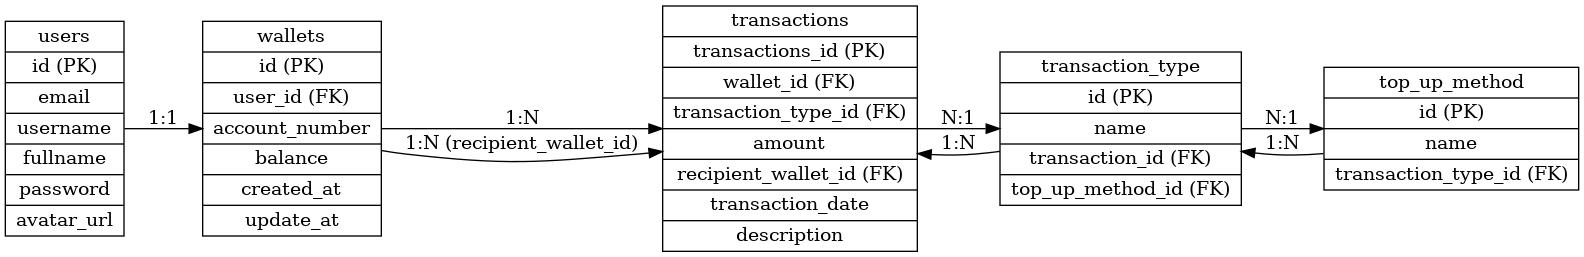 users
id (PK)
email
username
fullname
password
avatar_url
1:1
wallets
id (PK)
user_id (FK)
account_number
balance
created_at
update_at
1:N
1:N (recipient_wallet_id)
transactions
transactions_id (PK)
wallet_id (FK)
transaction_type_id (FK)
amount
recipient_wallet_id (FK)
transaction_date
description
N:1
1:N
transaction_type
id (PK)
name
transaction_id (FK)
top_up_method_id (FK)
N:1
1:N
top_up_method
id (PK)
name
transaction_type_id (FK)